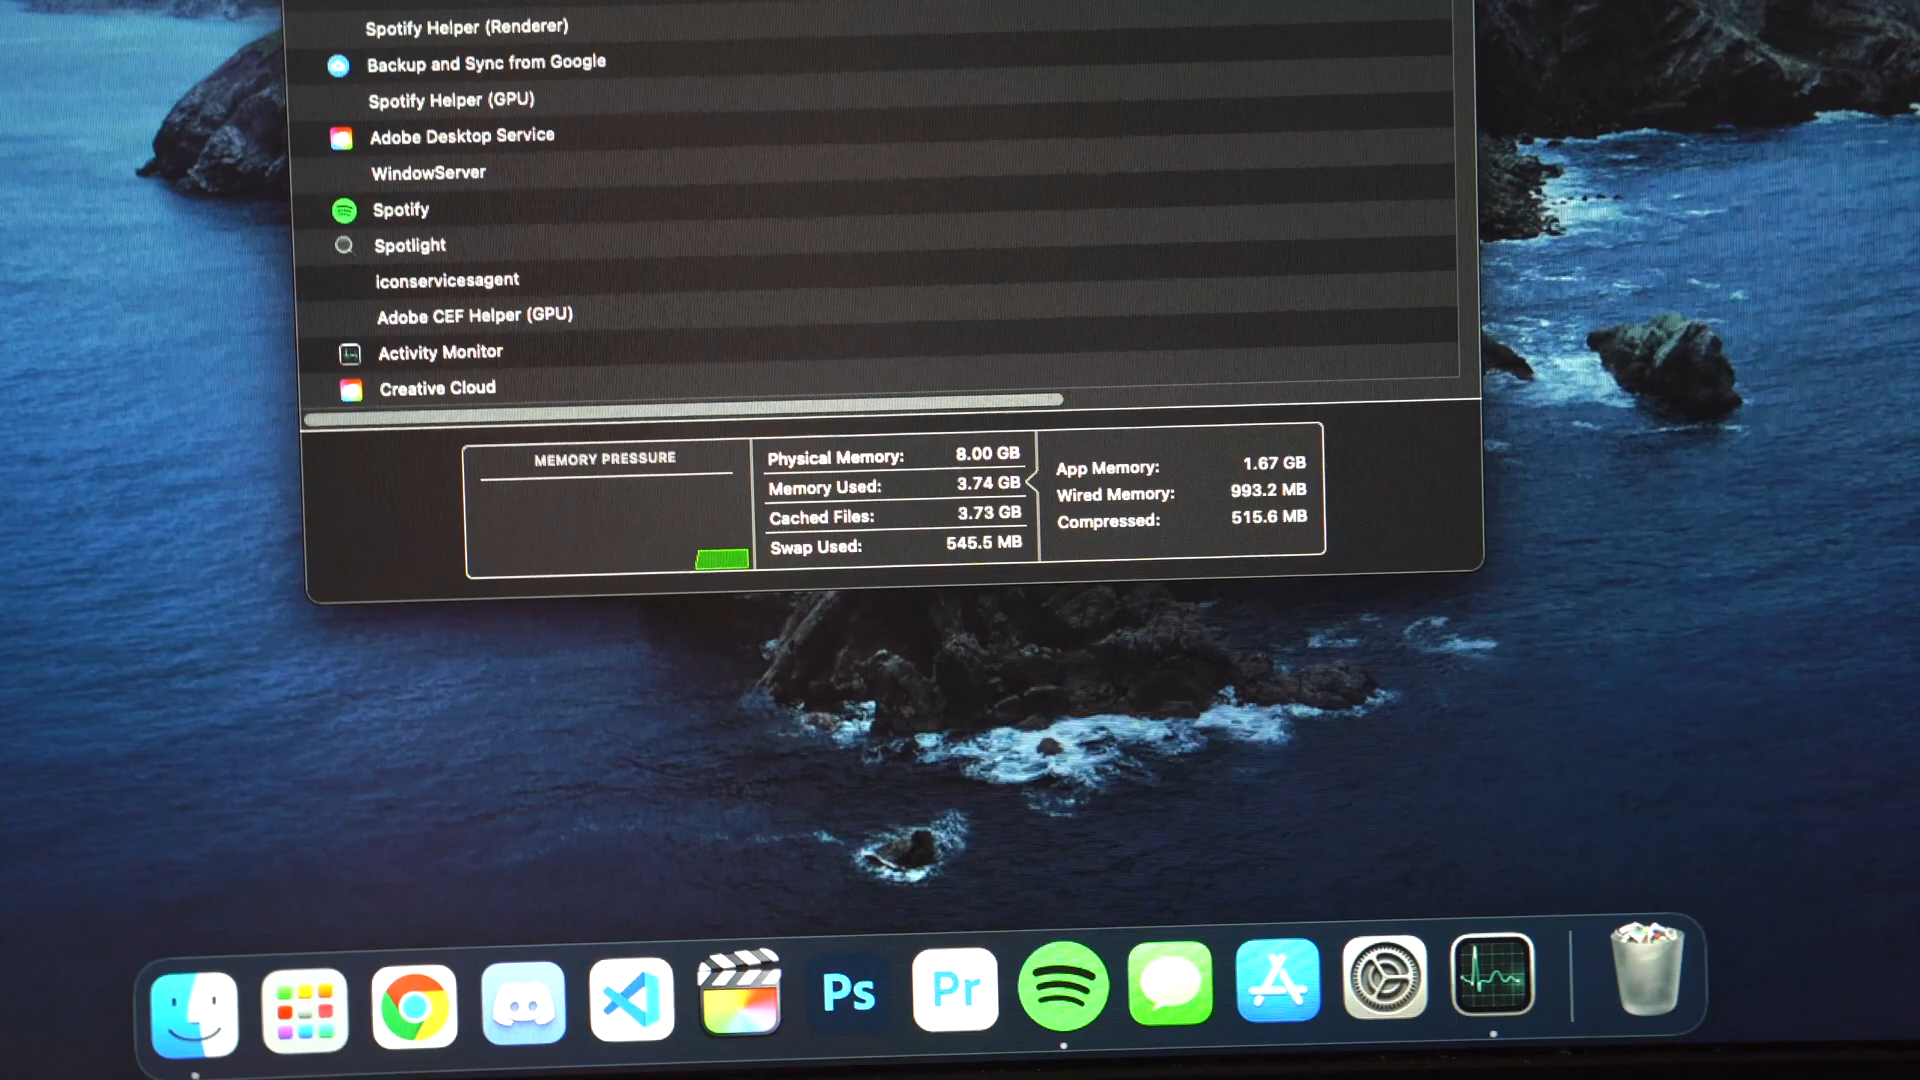 Spotify Helper (Renderer)
Backup and Sync from Google
Spotify Helper (GPU)
Adobe Desktop Service
WindowServer
Spotify
Spotlight
iconservicesagent
Adobe CEF Helper (GPU)
Activity Monitor
Creative Cloud
MEMORY PRESSURE
Physical Memory: 8.00 GB
Memory Used: 3.74 GB
Cached Files: 3.73 GB
Swap Used: 545.5 MB
App Memory: 1.67 GB
Wired Memory: 993.2 MB
Compressed: 515.6 MB
Ps
Pr